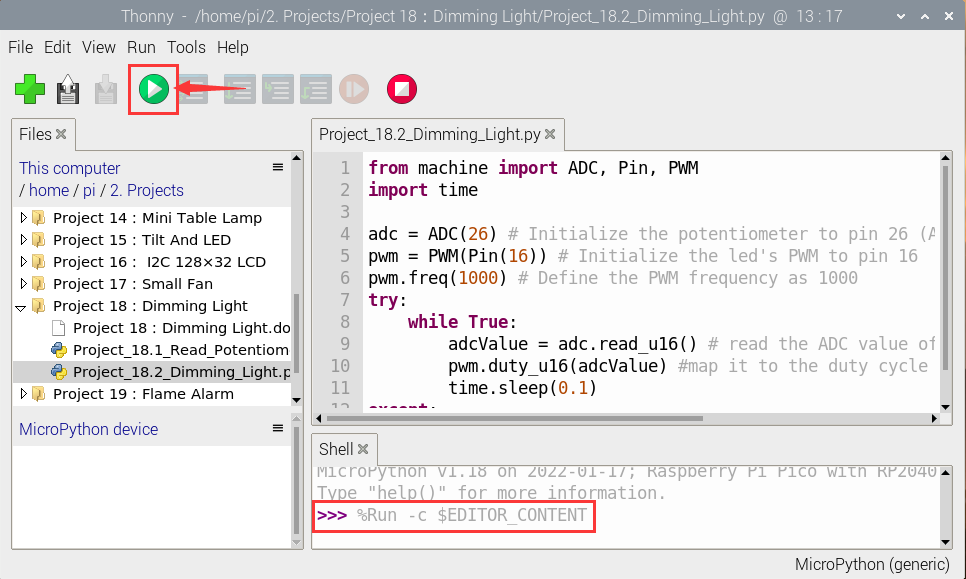 Thonny - /home/pi/2. Projects/Project 18 : Dimming Light/Project_18.2_Dimming_Light.py @ 13 : 17
File Edit View Run Tools Help
Files
This computer
/ home / pi / 2. Projects
Project 14 : Mini Table Lamp
Project 15 : Tilt And LED
Project 16 : I2C 128×32 LCD
Project 17 : Small Fan
Project 18 : Dimming Light
Project 18 : Dimming Light.do
Project_18.1_Read_Potentiom
Project_18.2_Dimming_Light.p
Project 19 : Flame Alarm
MicroPython device
Project_18.2_Dimming_Light.py
1 from machine import ADC, Pin, PWM
2 import time
3
4 adc = ADC(26) # Initialize the potentiometer to pin 26 (A
5 pwm = PWM(Pin(16)) # Initialize the led's PWM to pin 16
6 pwm.freq(1000) # Define the PWM frequency as 1000
7 try:
8 while True:
9 adcValue = adc.read_u16() # read the ADC value of
10 pwm.duty_u16(adcValue) #map it to the duty cycle
11 time.sleep(0.1)
12 except:
Shell
MicroPython v1.18 on 2022-01-17; Raspberry Pi Pico with RP2040
Type "help()" for more information.
>>> %Run -c $EDITOR_CONTENT
MicroPython (generic)